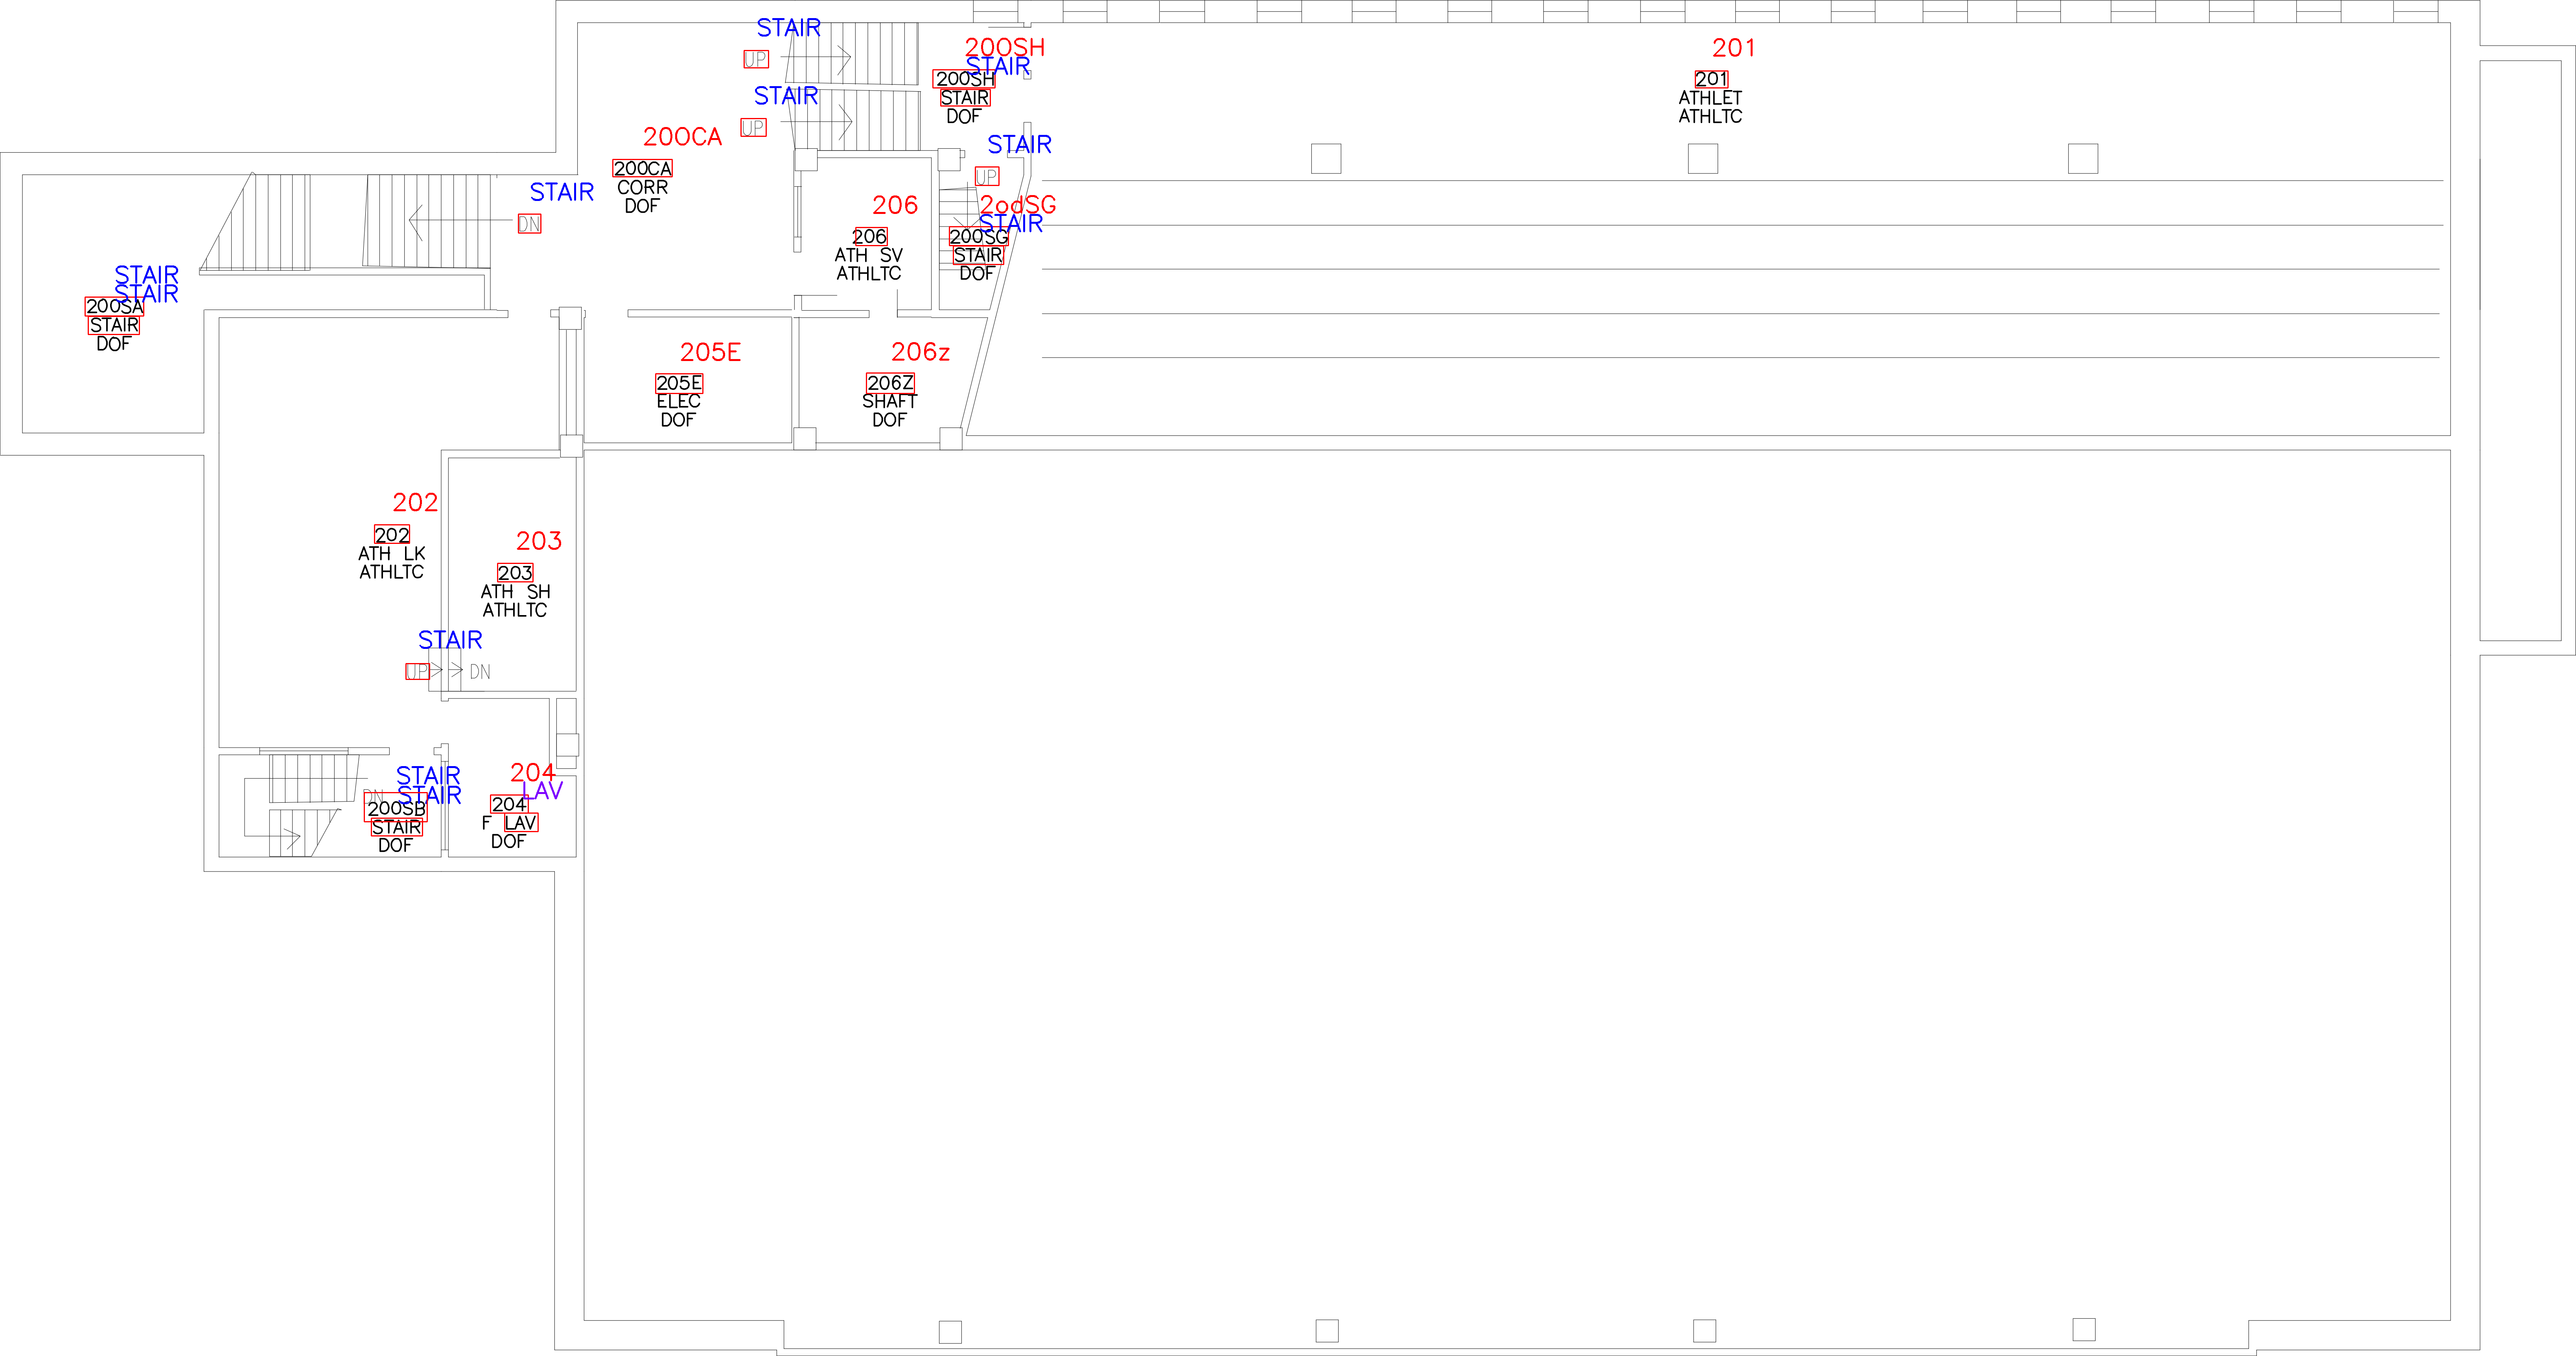 STAIR
UP
200SH
STAIR
200SH
STAIR
DOF
201
201
ATHLET
ATHLTC
STAIR
UP
200CA
200CA
CORR
DOF
STAIR
UP
STAIR
DN
206
206
ATH SV
ATHLTC
2odSG
STAIR
200SG
STAIR
DOF
STAIR
STAIR
200SA
STAIR
DOF
205E
205E
ELEC
DOF
206z
206Z
SHAFT
DOF
202
202
ATH LK
ATHLTC
203
203
ATH SH
ATHLTC
STAIR
UP
DN
STAIR
DN
STAIR
200SB
STAIR
DOF
204
LAV
204
F LAV
DOF